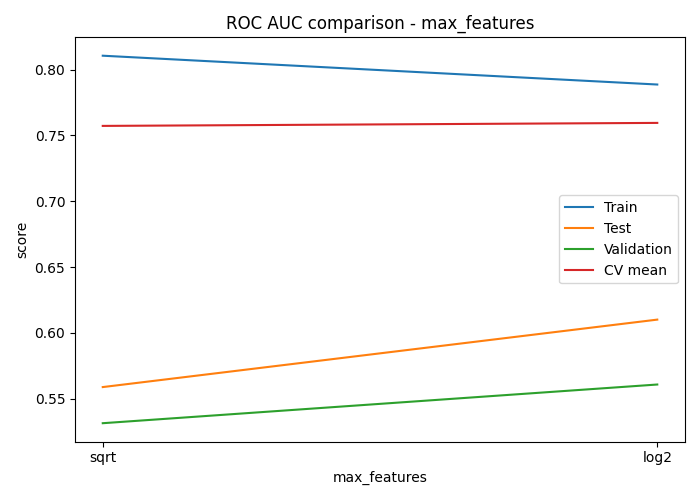 ROC AUC comparison - max_features
score
0.80
0.75
0.70
0.65
0.60
0.55
Train
Test
Validation
CV mean
sqrt
log2
max_features